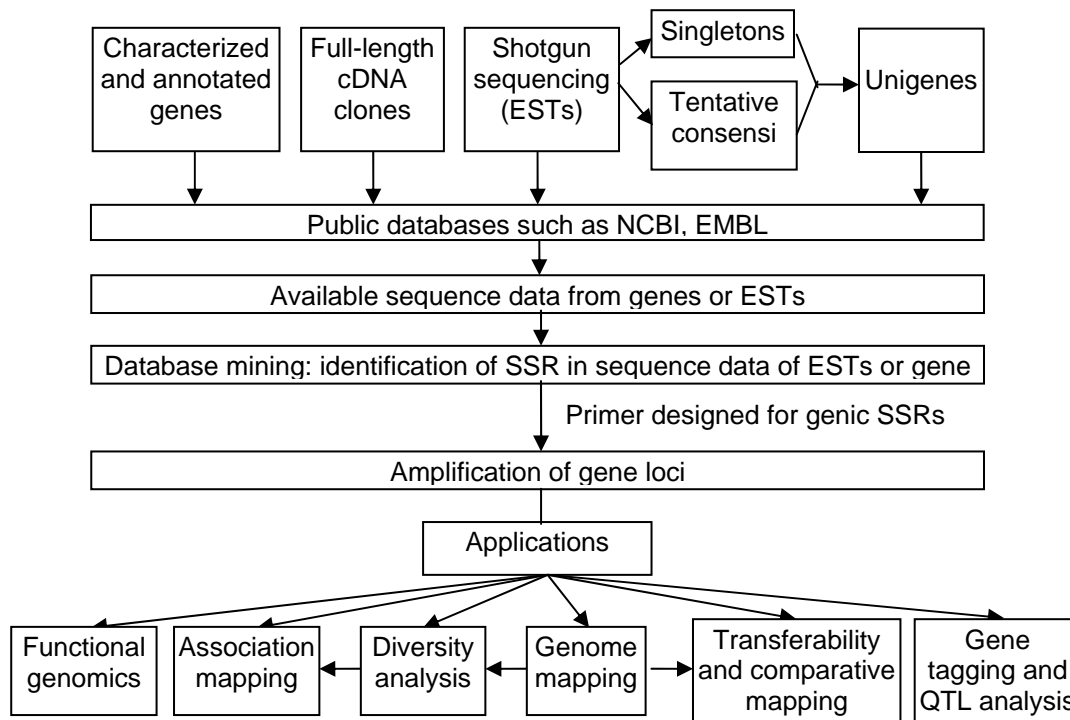 Characterized
and annotated
genes
Full-length
cDNA
clones
Shotgun
sequencing
(ESTs)
Singletons
Tentative
consensi
Unigenes
Public databases such as NCBI, EMBL
Available sequence data from genes or ESTs
Database mining: identification of SSR in sequence data of ESTs or gene
Primer designed for genic SSRs
Amplification of gene loci
Applications
Functional
genomics
Association
mapping
Diversity
analysis
Genome
mapping
Transferability
and comparative
mapping
Gene
tagging and
QTL analysis